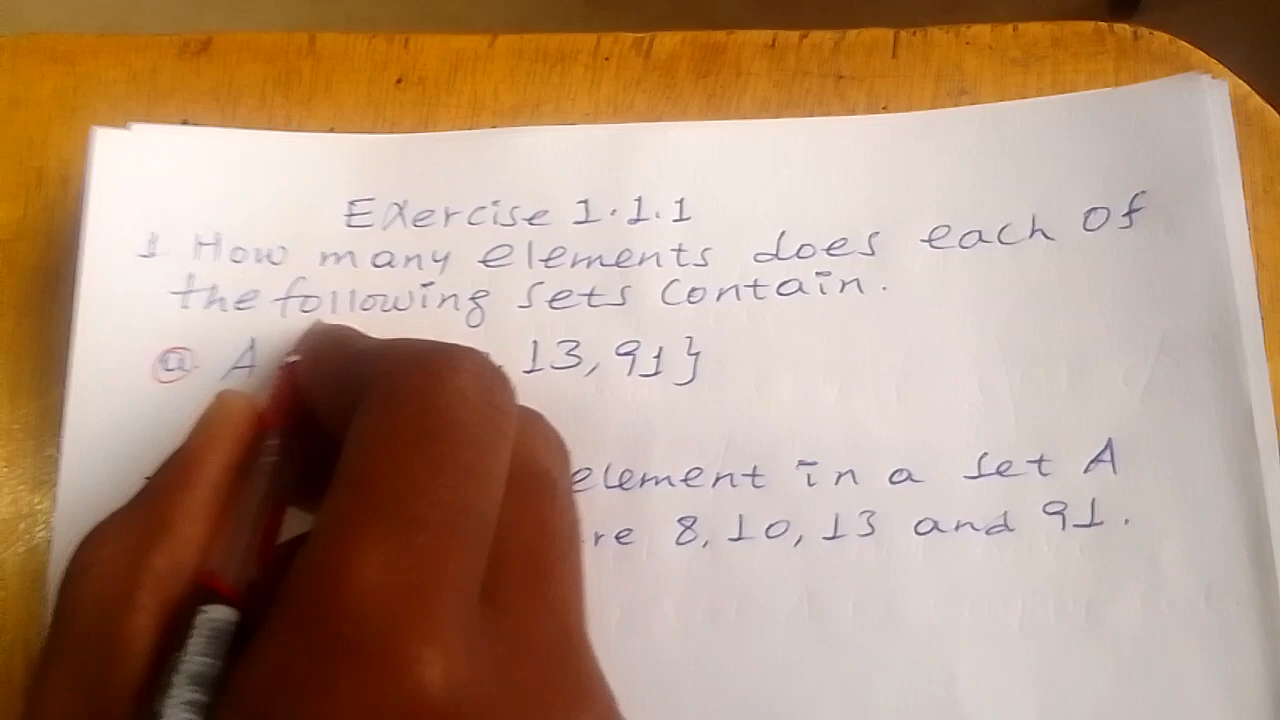 Exercise 1.1.1
1 How many elements does each of
the following sets contain.
@ A 13,91}
element in a set A
re 8,10,13 and 91.